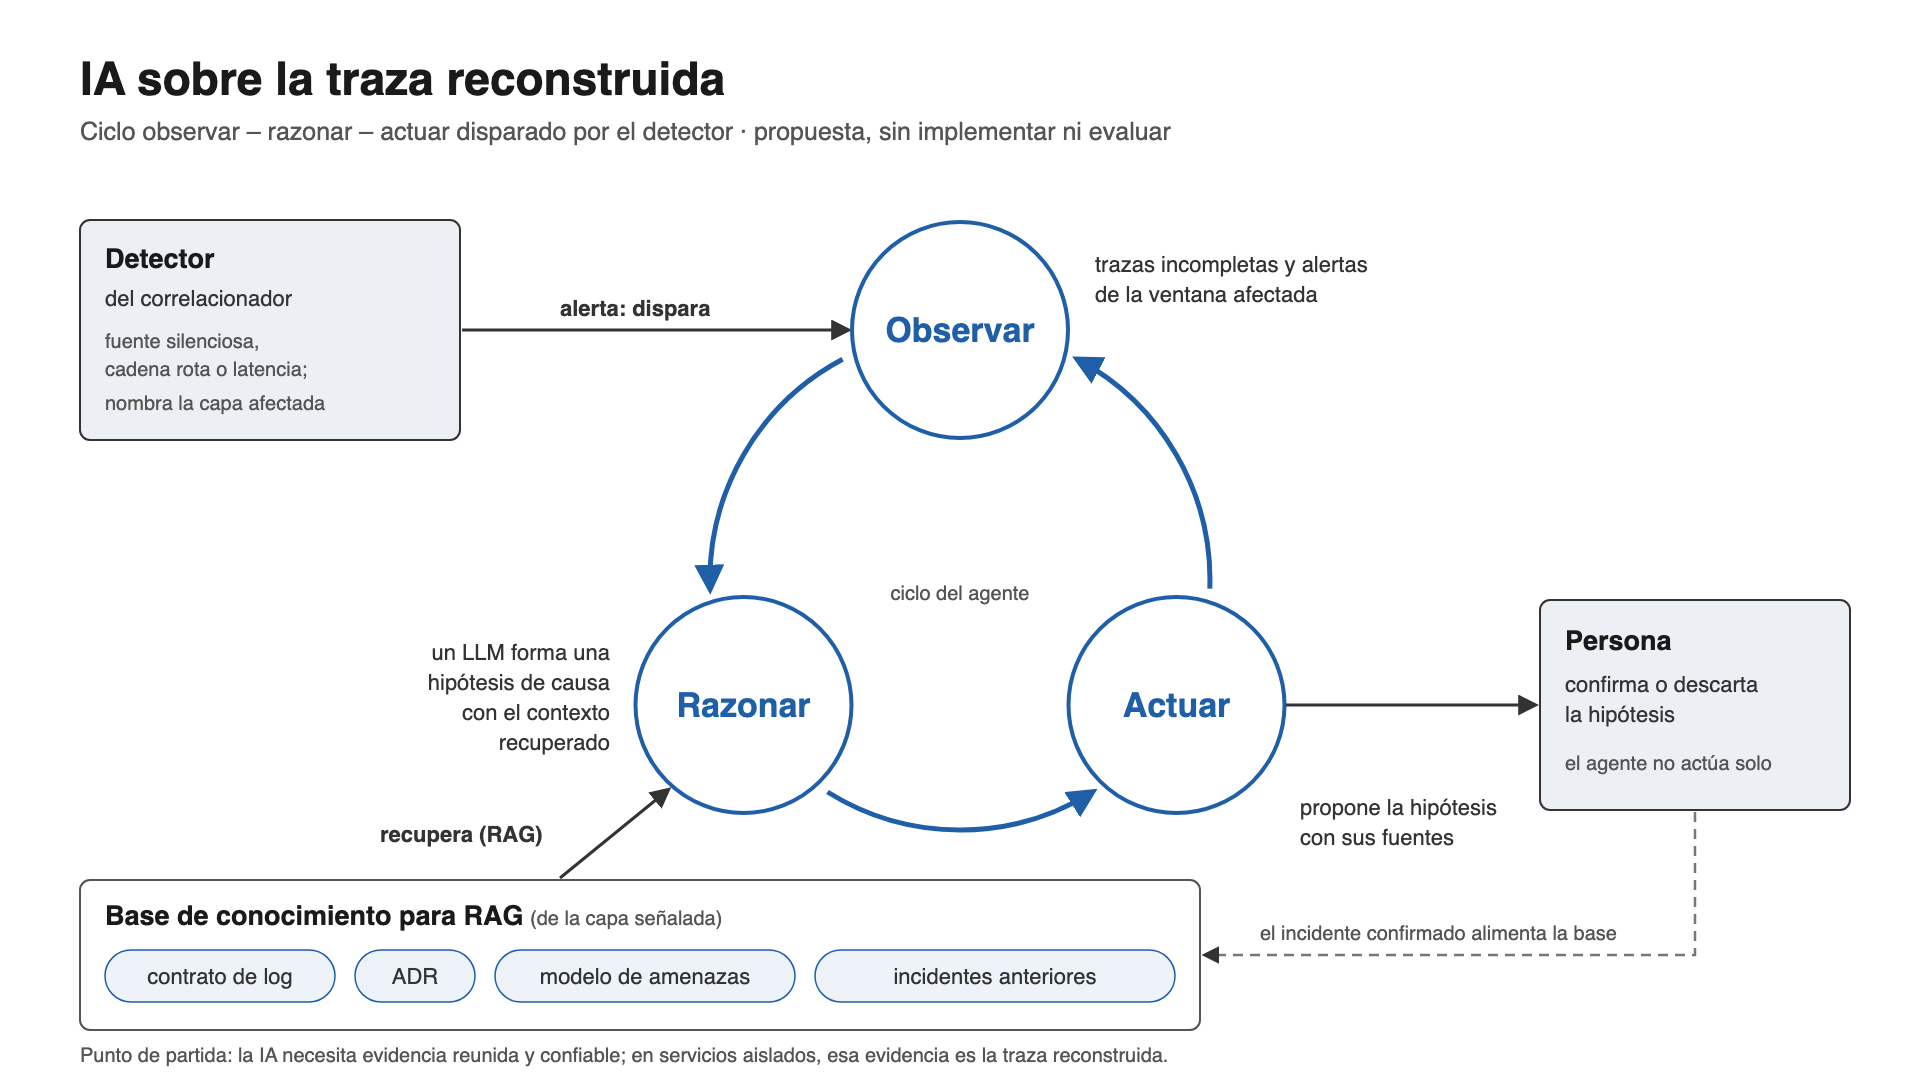 IA sobre la traza reconstruida
Ciclo observar – razonar – actuar disparado por el detector · propuesta, sin implementar ni evaluar
Detector
del correlacionador
fuente silenciosa,
cadena rota o latencia;
nombra la capa afectada
alerta: dispara
Observar
trazas incompletas y alertas
de la ventana afectada
ciclo del agente
un LLM forma una
hipótesis de causa
con el contexto
recuperado
Razonar
Actuar
Persona
confirma o descarta
la hipótesis
el agente no actúa solo
propone la hipótesis
con sus fuentes
recupera (RAG)
Base de conocimiento para RAG (de la capa señalada)
contrato de log
ADR
modelo de amenazas
incidentes anteriores
el incidente confirmado alimenta la base
Punto de partida: la IA necesita evidencia reunida y confiable; en servicios aislados, esa evidencia es la traza reconstruida.